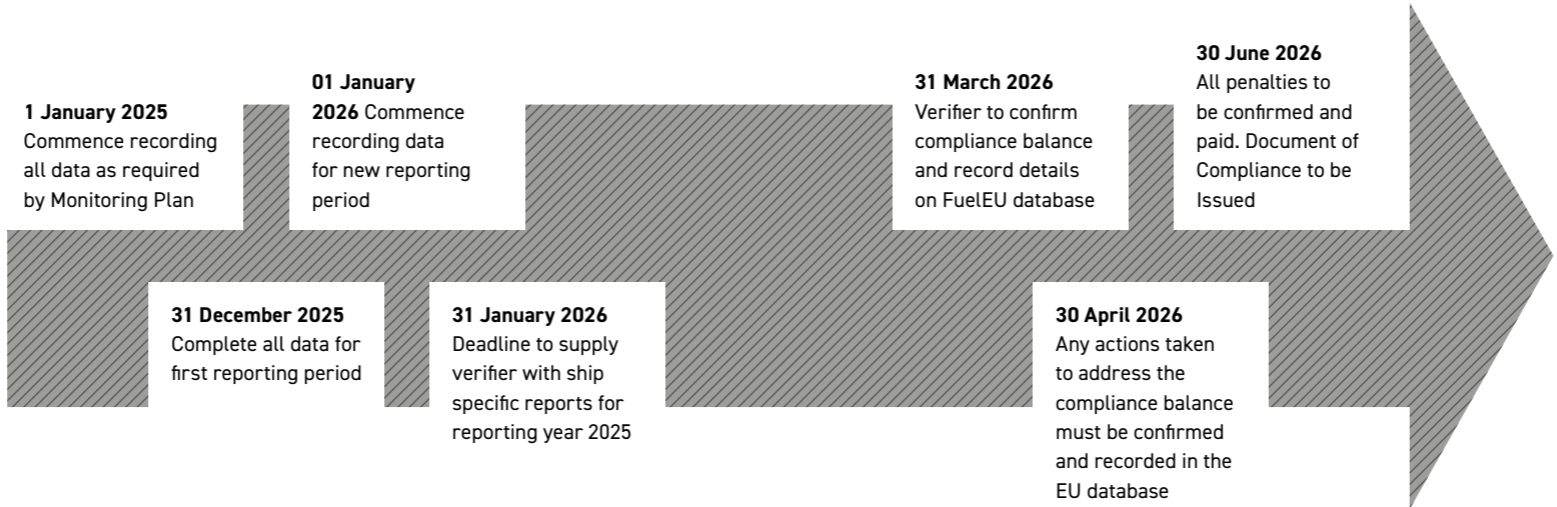 1 January 2025
Commence recording
all data as required
by Monitoring Plan
31 December 2025
Complete all data for
first reporting period
01 January
2026 Commence
recording data
for new reporting
period
31 January 2026
Deadline to supply
verifier with ship
specific reports for
reporting year 2025
31 March 2026
Verifier to confirm
compliance balance
and record details
on FuelEU database
30 April 2026
Any actions taken
to address the
compliance balance
must be confirmed
and recorded in the
EU database
30 June 2026
All penalties to
be confirmed and
paid. Document of
Compliance to be
Issued